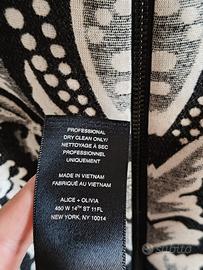 PROFESSIONAL
DRY CLEAN ONLY/
NETTOYAGE À SEC
PROFESSIONNEL
UNIQUEMENT
MADE IN VIETNAM
FABRIQUÉ AU VIETNAM
ALICE + OLIVIA
450 W 14TH ST 11FL
NEW YORK, NY 10014
subito